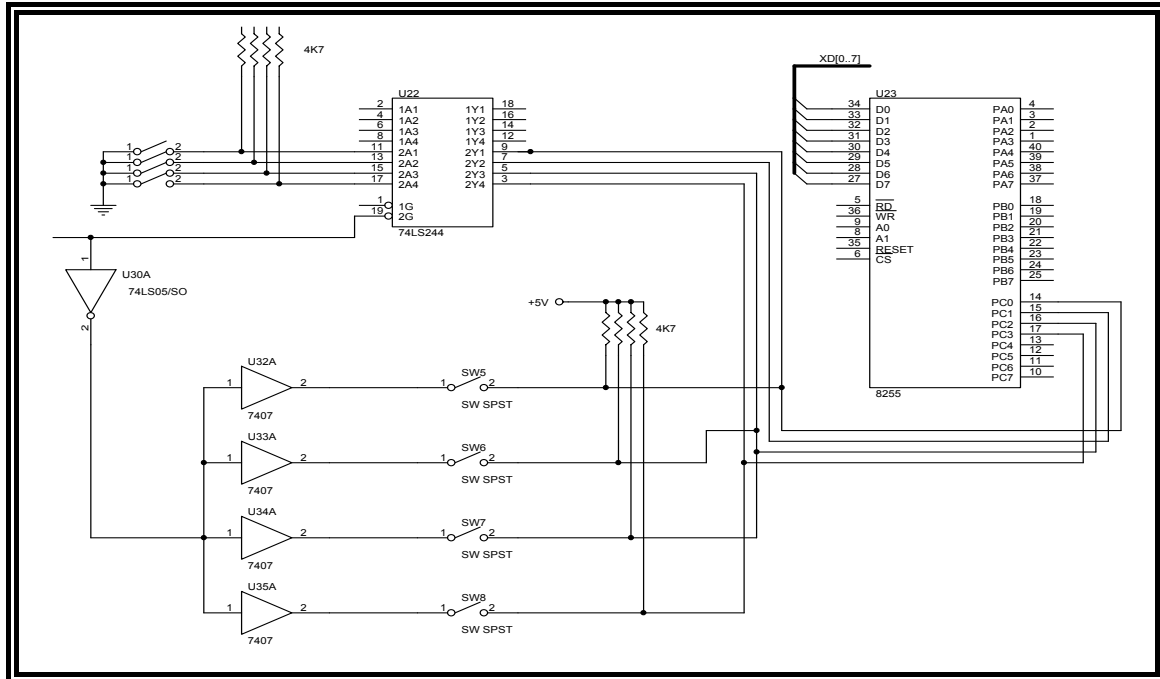 4K7
XD[0..7]
U22
2 1A1 1Y1 18
4 1A2 1Y2 16
6 1A3 1Y3 14
8 1A4 1Y4 12
11 2A1 2Y1 9
13 2A2 2Y2 7
15 2A3 2Y3 5
17 2A4 2Y4 3
1 1G
19 2G
74LS244
1 2
1 2
1 2
1 2
U23
34 D0 PA0 4
33 D1 PA1 3
32 D2 PA2 2
31 D3 PA3 1
30 D4 PA4 40
29 D5 PA5 39
28 D6 PA6 38
27 D7 PA7 37
5 RD PB0 18
36 WR PB1 19
9 A0 PB2 20
8 A1 PB3 21
35 RESET PB4 22
6 CS PB5 23
PB6 24
PB7 25
PC0 14
PC1 15
PC2 16
PC3 17
PC4 13
PC5 12
PC6 11
PC7 10
8255
1
U30A
74LS05/SO
2
+5V
4K7
U32A
1 2
7407
SW5
1 2
SW SPST
U33A
1 2
7407
SW6
1 2
SW SPST
U34A
1 2
7407
SW7
1 2
SW SPST
U35A
1 2
7407
SW8
1 2
SW SPST